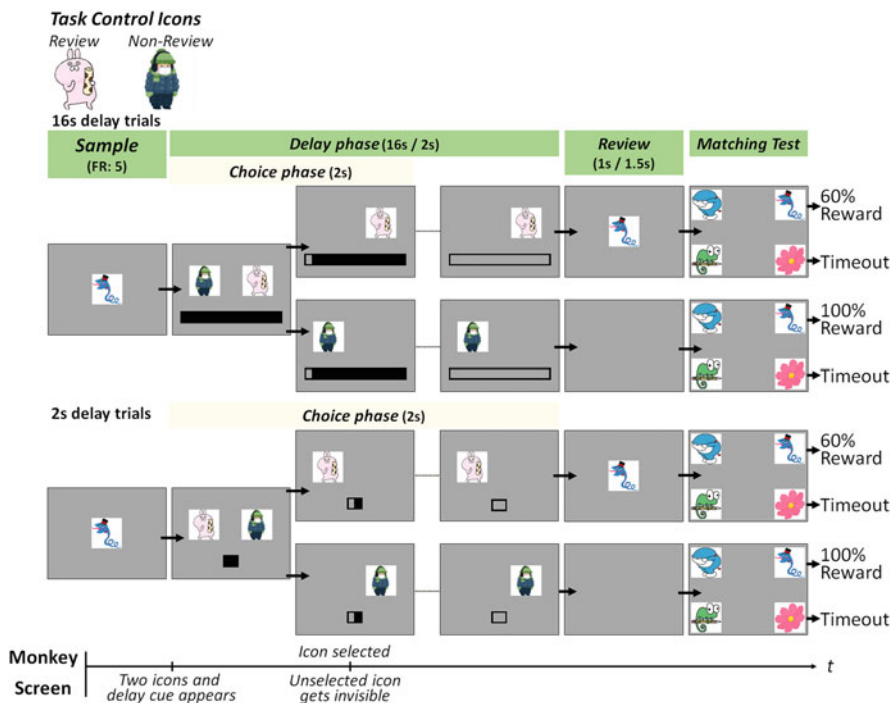 Task Control Icons
Review Non-Review
16s delay trials
Sample
(FR: 5)
Delay phase (16s / 2s)
Choice phase (2s)
Review
(1s / 1.5s)
Matching Test
60%
Reward
Timeout
100%
Reward
Timeout
2s delay trials
Choice phase (2s)
60%
Reward
Timeout
100%
Reward
Timeout
Monkey
Screen
Icon selected
Two icons and
delay cue appears
Unselected icon
gets invisible
t